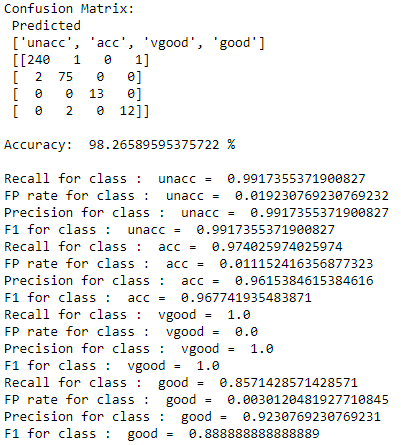 Confusion Matrix:
Predicted
['unacc', 'acc', 'vgood', 'good']
[[240 1 0 1]
[ 2 75 0 0]
[ 0 0 13 0]
[ 0 2 0 12]]
Accuracy: 98.26589595375722 %
Recall for class : unacc = 0.9917355371900827
FP rate for class : unacc = 0.019230769230769232
Precision for class : unacc = 0.9917355371900827
F1 for class : unacc = 0.9917355371900827
Recall for class : acc = 0.974025974025974
FP rate for class : acc = 0.011152416356877323
Precision for class : acc = 0.9615384615384616
F1 for class : acc = 0.967741935483871
Recall for class : vgood = 1.0
FP rate for class : vgood = 0.0
Precision for class : vgood = 1.0
F1 for class : vgood = 1.0
Recall for class : good = 0.8571428571428571
FP rate for class : good = 0.0030120481927710845
Precision for class : good = 0.9230769230769231
F1 for class : good = 0.888888888888889